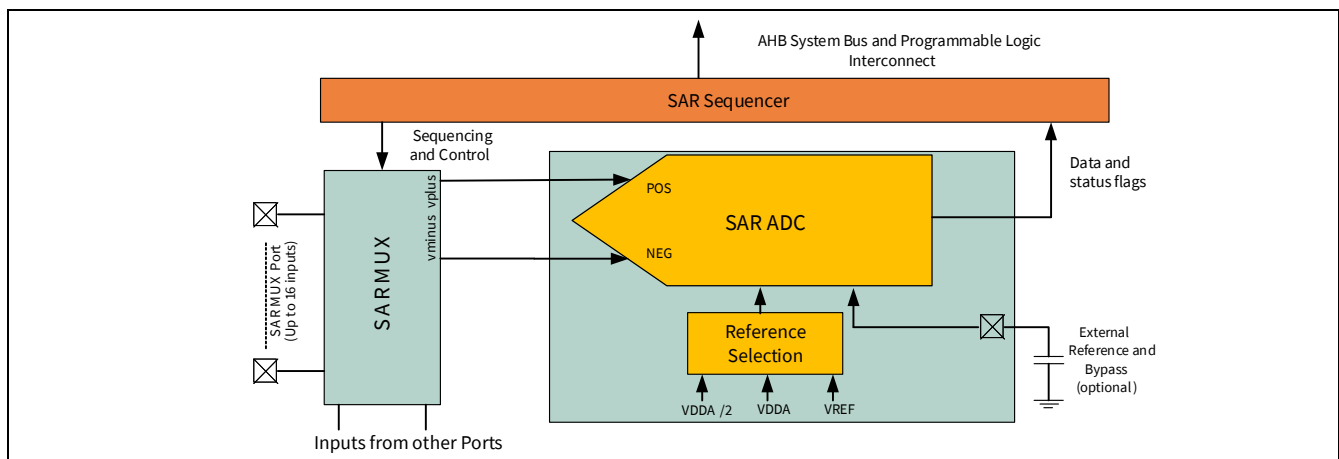 AHB System Bus and Programmable Logic
Interconnect
SAR Sequencer
Sequencing
and Control
Data and
status flags
vminus vplus
POS
SAR ADC
NEG
SARMUX
SARMUX Port
(Up to 16 inputs)
Reference
Selection
External
Reference and
Bypass
(optional)
VDDA /2
VDDA
VREF
Inputs from other Ports